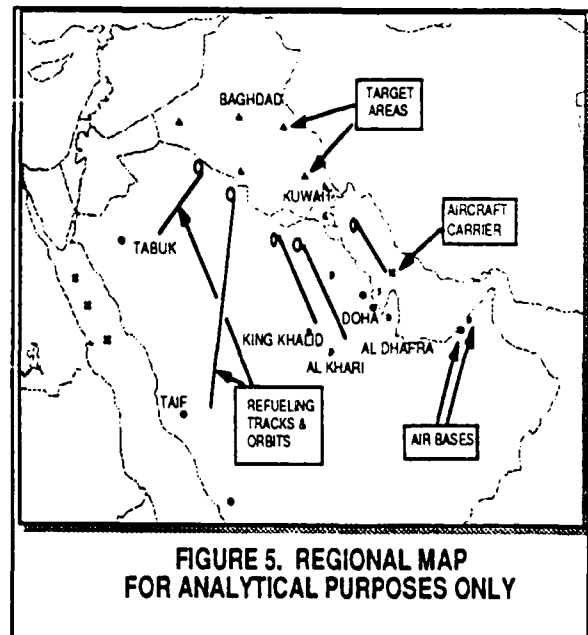 BAGHDAD
TARGET
AREAS
KUWAIT
AIRCRAFT
CARRIER
TABUK
DOHA
KING KHALID
AL DHAFRA
AL KHARI
TAIF
REFUELING
TRACKS &
ORBITS
AIR BASES
FIGURE 5. REGIONAL MAP
FOR ANALYTICAL PURPOSES ONLY